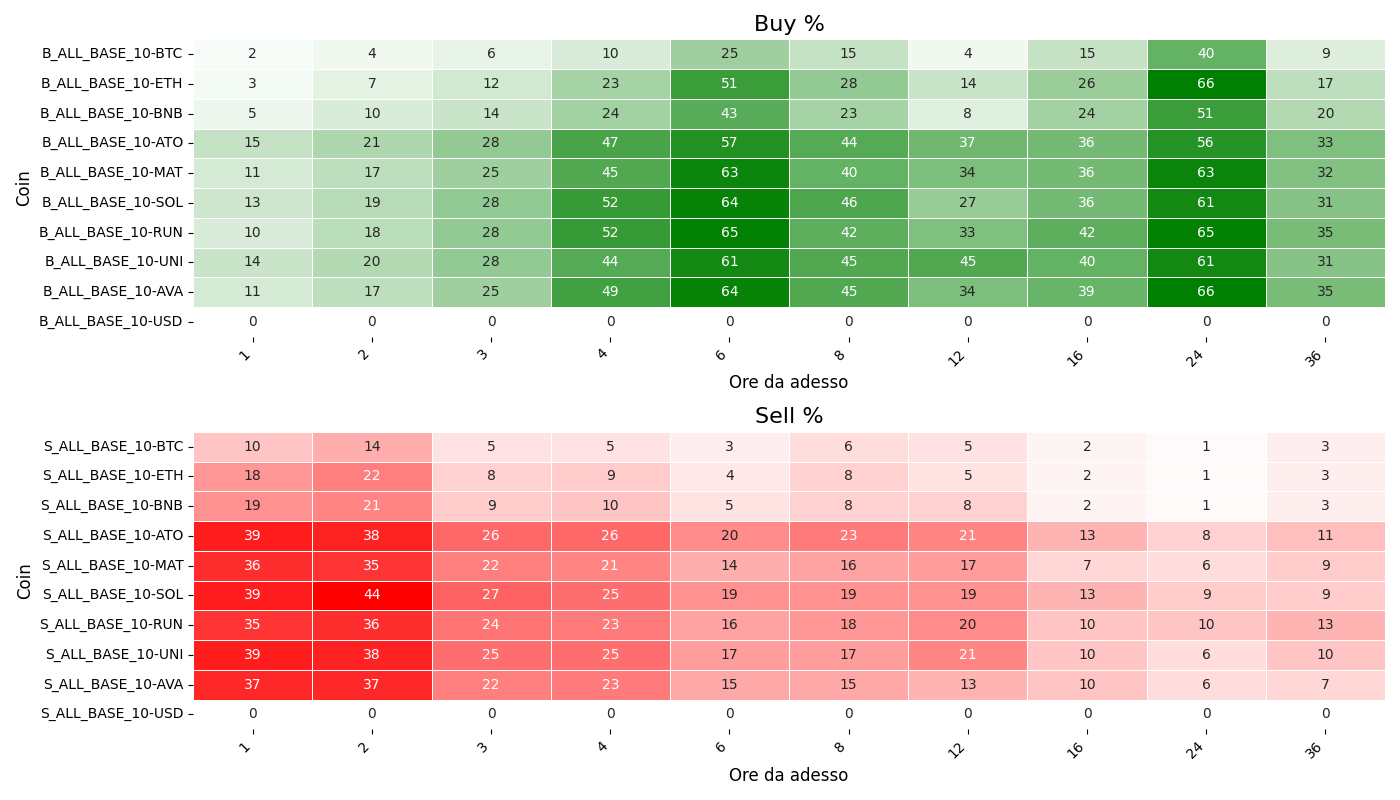 Buy %
Coin
B_ALL_BASE_10-BTC 2 4 6 10 25 15 4 15 40 9
B_ALL_BASE_10-ETH 3 7 12 23 51 28 14 26 66 17
B_ALL_BASE_10-BNB 5 10 14 24 43 23 8 24 51 20
B_ALL_BASE_10-ATO 15 21 28 47 57 44 37 36 56 33
B_ALL_BASE_10-MAT 11 17 25 45 63 40 34 36 63 32
B_ALL_BASE_10-SOL 13 19 28 52 64 46 27 36 61 31
B_ALL_BASE_10-RUN 10 18 28 52 65 42 33 42 65 35
B_ALL_BASE_10-UNI 14 20 28 44 61 45 45 40 61 31
B_ALL_BASE_10-AVA 11 17 25 49 64 45 34 39 66 35
B_ALL_BASE_10-USD 0 0 0 0 0 0 0 0 0 0
1 2 3 4 6 8 12 16 24 36
Ore da adesso
Sell %
Coin
S_ALL_BASE_10-BTC 10 14 5 5 3 6 5 2 1 3
S_ALL_BASE_10-ETH 18 22 8 9 4 8 5 2 1 3
S_ALL_BASE_10-BNB 19 21 9 10 5 8 8 2 1 3
S_ALL_BASE_10-ATO 39 38 26 26 20 23 21 13 8 11
S_ALL_BASE_10-MAT 36 35 22 21 14 16 17 7 6 9
S_ALL_BASE_10-SOL 39 44 27 25 19 19 19 13 9 9
S_ALL_BASE_10-RUN 35 36 24 23 16 18 20 10 10 13
S_ALL_BASE_10-UNI 39 38 25 25 17 17 21 10 6 10
S_ALL_BASE_10-AVA 37 37 22 23 15 15 13 10 6 7
S_ALL_BASE_10-USD 0 0 0 0 0 0 0 0 0 0
1 2 3 4 6 8 12 16 24 36
Ore da adesso